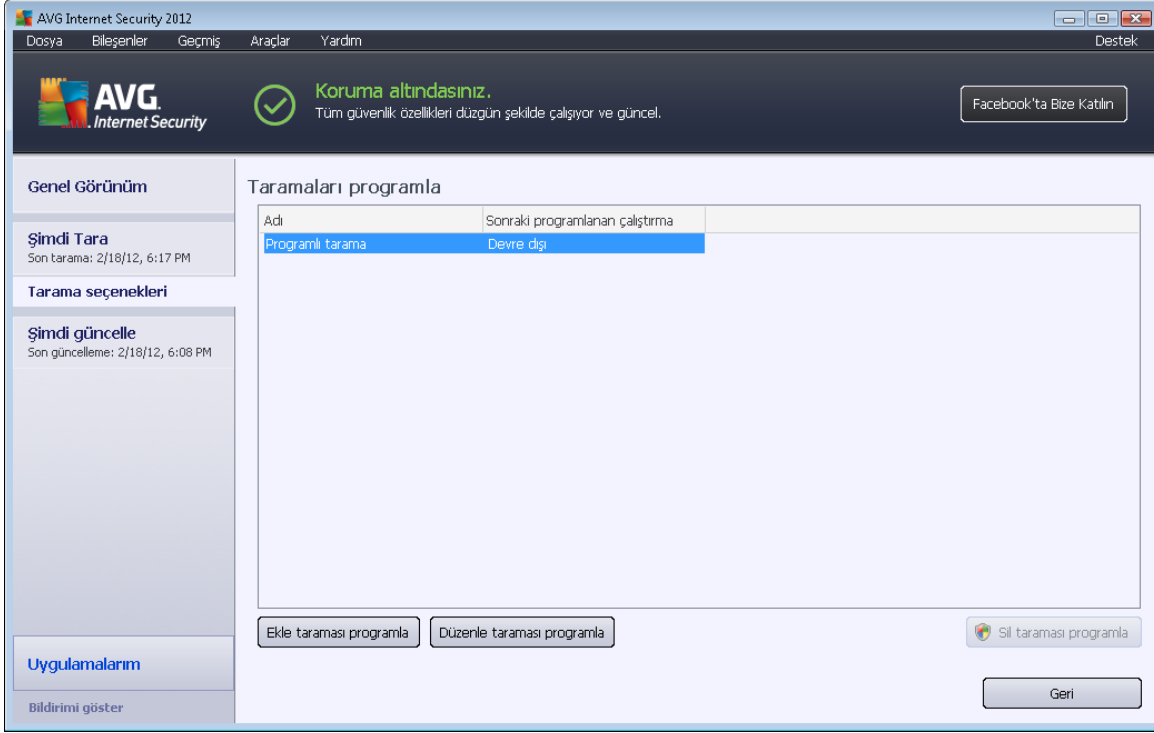 AVG Internet Security 2012
Dosya Bileşenler Geçmiş Araçlar Yardım Destek
AVG.
Internet Security
Koruma altındasınız.
Tüm güvenlik özellikleri düzgün şekilde çalışıyor ve güncel.
Facebook'ta Bize Katılın
Genel Görünüm
Şimdi Tara
Son tarama: 2/18/12, 6:17 PM
Tarama seçenekleri
Şimdi güncelle
Son güncelleme: 2/18/12, 6:08 PM
Uygulamalarım
Bildirimi göster
Taramaları programla
Adı Sonraki programlanan çalıştırma
Programlı tarama Devre dışı
Ekle taraması programla Düzenle taraması programla Sil taraması programla
Geri